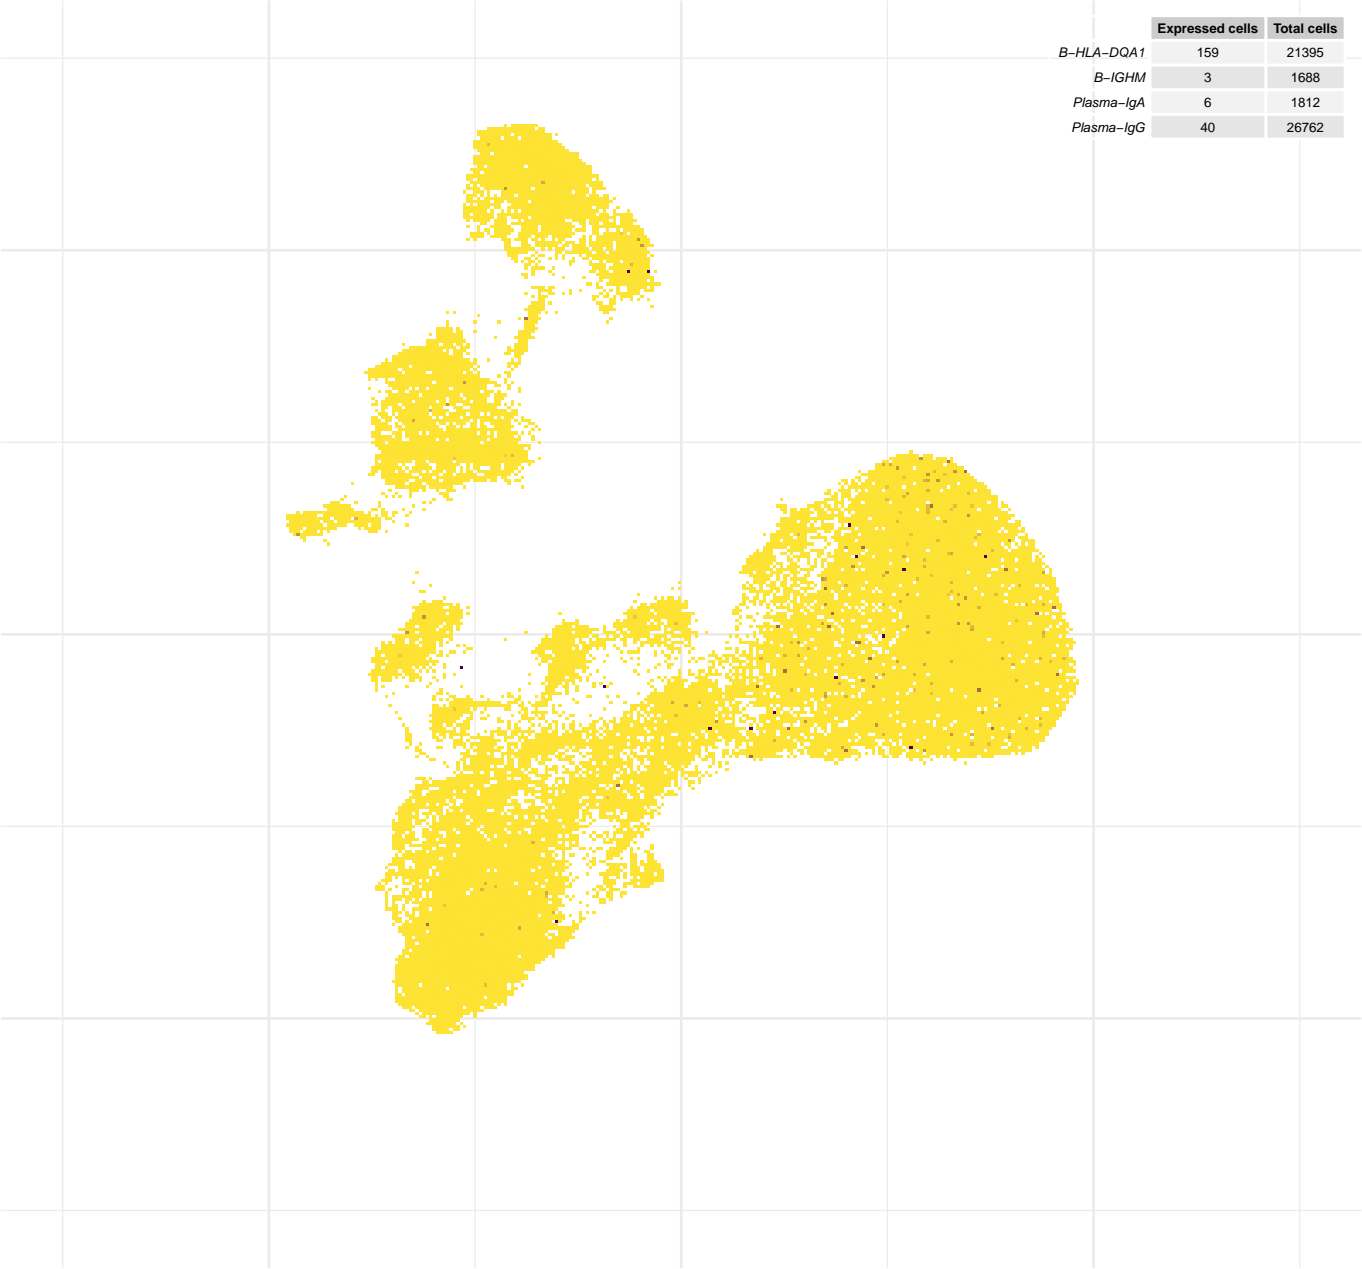 Expressed cells Total cells
B−HLA−DQA1 159 21395
B−IGHM 3 1688
Plasma−IgA 6 1812
Plasma−IgG 40 26762